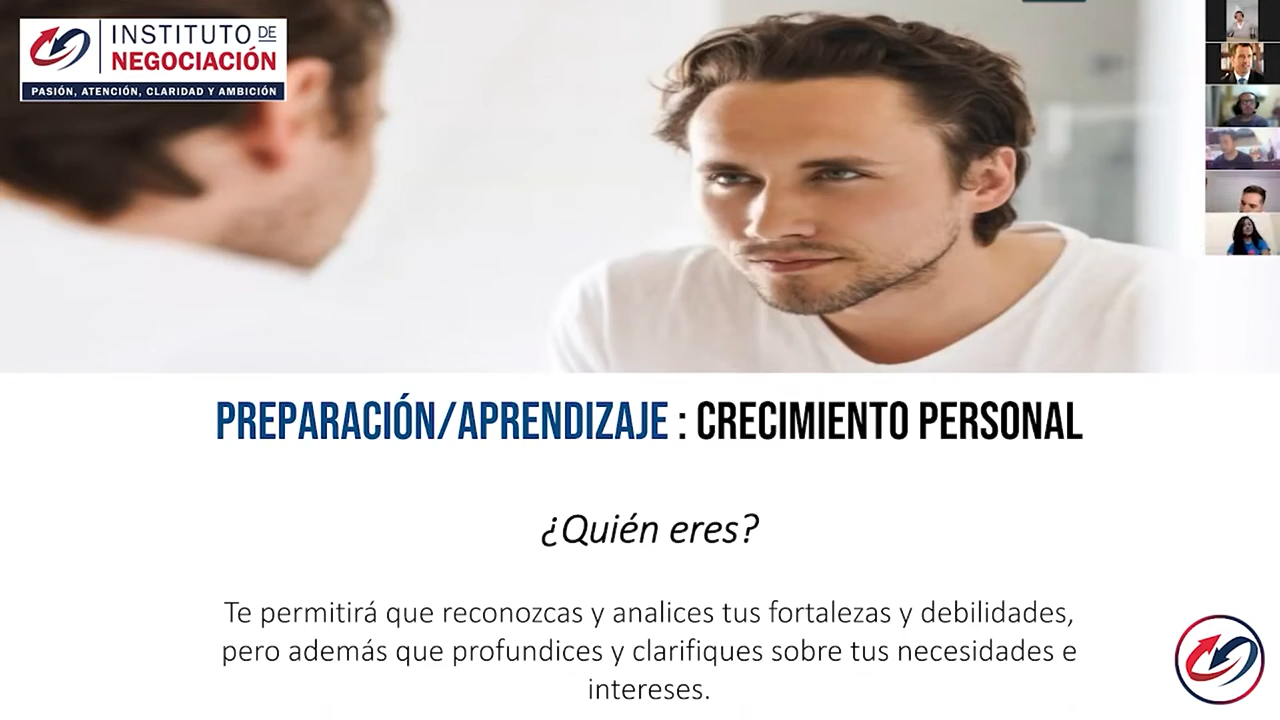 INSTITUTO DE
NEGOCIACIÓN
PASIÓN, ATENCIÓN, CLARIDAD Y AMBICIÓN
PREPARACIÓN/APRENDIZAJE : CRECIMIENTO PERSONAL
¿Quién eres?
Te permitirá que reconozcas y analices tus fortalezas y debilidades,
pero además que profundices y clarifiques sobre tus necesidades e
intereses.